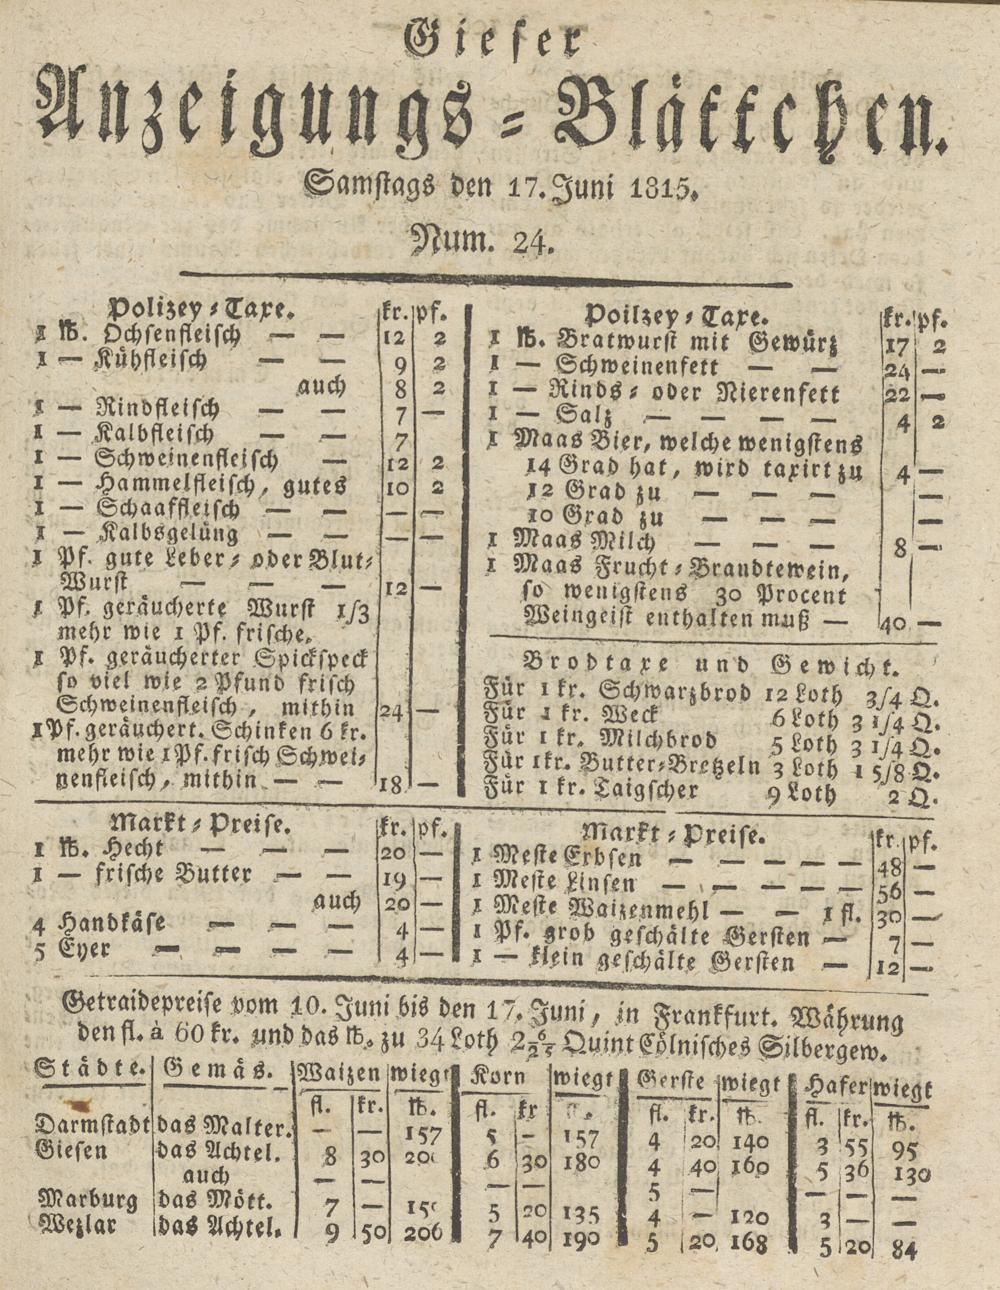 Gieser
Anzeigungs-Blättchen.
Samstags den 17. Juni 1815.
Num. 24.
Polizey-Taxe. kr. pf.
1 ℔. Ochsenfleisch — — 12 2
1 — Kühfleisch — — 9 2
auch 8 2
1 — Rindfleisch — — 7 —
1 — Kalbfleisch — — 7
1 — Schweinenfleisch — 12 2
1 — Hammelfleisch, gutes 10 2
1 — Schaaffleisch — — — —
1 — Kalbsgelüng — — — —
1 Pf. gute Leber- oder Blut-
Wurst — — — 12 —
1 Pf. geräucherte Wurst 1/3
mehr wie 1 Pf. frische.
1 Pf. geräucherter Spickspeck
so viel wie 2 Pfund frisch
Schweinenfleisch, mithin 24 —
1 Pf. geräuchert. Schinken 6 kr.
mehr wie 1 Pf. frisch Schwei-
nenfleisch, mithin — — 18 —
Poilzey-Taxe. kr. pf.
1 ℔. Bratwurst mit Gewürz 17 2
1 — Schweinenfett — — 24 —
1 — Rinds- oder Nierenfett 22 —
1 — Salz — — — — 4 2
1 Maas Bier, welche wenigstens
14 Grad hat, wird taxirt zu 4 —
12 Grad zu — — — —
10 Grad zu — — — —
1 Maas Milch — — — 8 —
1 Maas Frucht-Brandtewein,
so wenigstens 30 Procent
Weingeist enthalten muß — 40 —
Brodtaxe und Gewicht.
Für 1 kr. Schwarzbrod 12 Loth 3/4 Q.
Für 1 kr. Weck 6 Loth 3 1/4 Q.
Für 1 kr. Milchbrod 5 Loth 3 1/4 Q.
Für 1 kr. Butter-Bretzeln 3 Loth 1 5/8 Q.
Für 1 kr. Taigscher 9 Loth 2 Q.
Markt-Preise. kr. pf.
1 ℔. Hecht — — — 20 —
1 — frische Butter — — 19 —
auch 20 —
4 Handkäse — — — 4 —
5 Eyer — — — — 4 —
Markt-Preise. kr. pf.
1 Meste Erbsen — — — — — 48 —
1 Meste Linsen — — — — — 56 —
1 Meste Waizenmehl — — 1 fl. 30 —
1 Pf. grob geschälte Gersten — 7 —
1 — klein geschälte Gersten — 12 —
Getraidepreise vom 10. Juni bis den 17. Juni, in Frankfurt. Währung
den fl. à 60 kr. und das ℔. zu 34 Loth 2 Quint Cölnisches Silbergew.
Städte. Gemäs. Waizen wiegt Korn wiegt Gerste wiegt Hafer wiegt
fl. kr. ℔. fl. kr fl. kr. ℔. fl. kr. ℔.
Darmstadt das Malter. — — 157 5 - 157 4 20 140 3 55 95
Giesen das Achtel. 8 30 6 30 180 4 40 160 5 36 130
auch — — — — 5 — — — —
Marburg das Mött. 7 — 5 20 135 4 — 120 3 — —
Wezlar das Achtel. 9 50 206 7 40 190 5 20 168 5 20 84